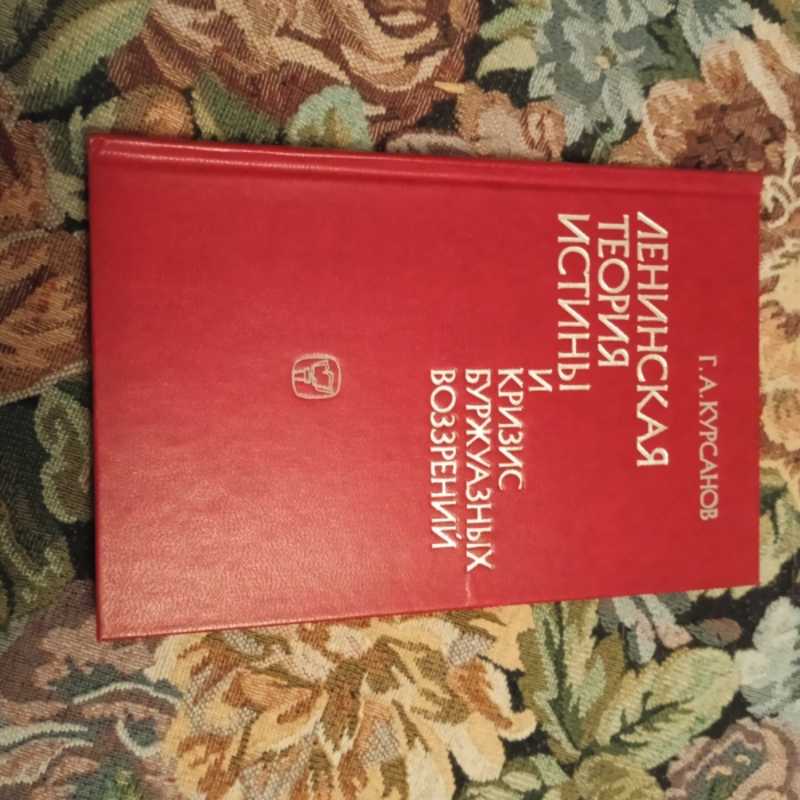 Г. А. КУРСАНОВ
ЛЕНИНСКАЯ
ТЕОРИЯ
ИСТИНЫ
И
КРИЗИС
БУРЖУАЗНЫХ
ВОЗЗРЕНИЙ